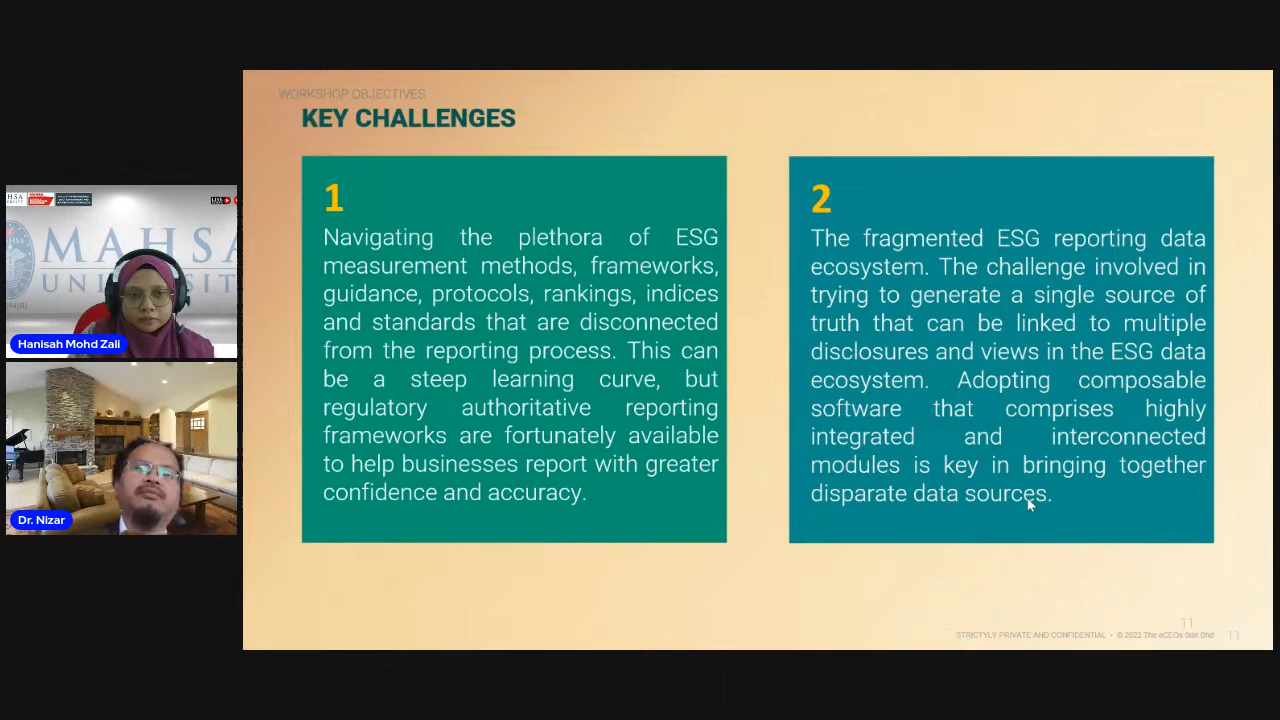 WORKSHOP OBJECTIVES
KEY CHALLENGES
1
Navigating the plethora of ESG
measurement methods, frameworks,
guidance, protocols, rankings, indices
and standards that are disconnected
from the reporting process. This can
be a steep learning curve, but
regulatory authoritative reporting
frameworks are fortunately available
to help businesses report with greater
confidence and accuracy.
2
The fragmented ESG reporting data
ecosystem. The challenge involved in
trying to generate a single source of
truth that can be linked to multiple
disclosures and views in the ESG data
ecosystem. Adopting composable
software that comprises highly
integrated and interconnected
modules is key in bringing together
disparate data sources.
MAHSA
UNIVERSIT
LIVE
Hanisah Mohd Zali
Dr. Nizar
11
STRICTYLY PRIVATE AND CONFIDENTIAL • © 2022 The eCEOs Sdn Bhd 11